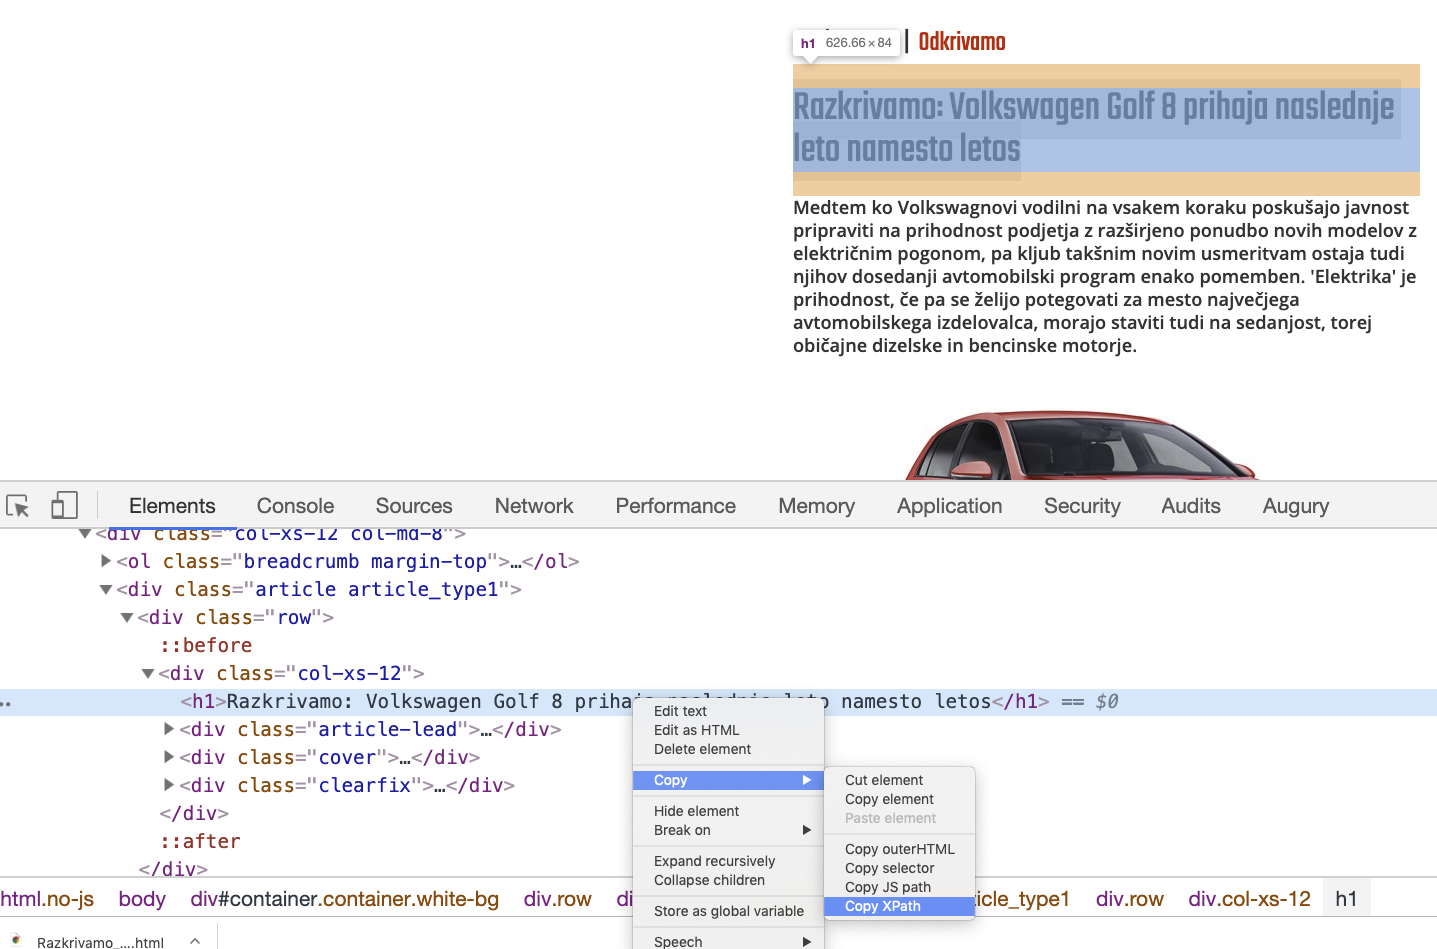 h1 626.66 × 84
| Odkrivamo
Razkrivamo: Volkswagen Golf 8 prihaja naslednje
leto namesto letos
Medtem ko Volkswagnovi vodilni na vsakem koraku poskušajo javnost
pripraviti na prihodnost podjetja z razširjeno ponudbo novih modelov z
električnim pogonom, pa kljub takšnim novim usmeritvam ostaja tudi
njihov dosedanji avtomobilski program enako pomemben. 'Elektrika' je
prihodnost, če pa se želijo potegovati za mesto največjega
avtomobilskega izdelovalca, morajo staviti tudi na sedanjost, torej
običajne dizelske in bencinske motorje.
Elements Console Sources Network Performance Memory Application Security Audits Augury
<div class="col-xs-12 col-md-8">
<ol class="breadcrumb margin-top">…</ol>
<div class="article article_type1">
<div class="row">
::before
<div class="col-xs-12">
<h1>Razkrivamo: Volkswagen Golf 8 prihaja naslednje leto namesto letos</h1> == $0
<div class="article-lead">…</div>
<div class="cover">…</div>
<div class="clearfix">…</div>
</div>
::after
</div>
Edit text
Edit as HTML
Delete element
Copy
Hide element
Break on
Expand recursively
Collapse children
Store as global variable
Speech
Cut element
Copy element
Paste element
Copy outerHTML
Copy selector
Copy JS path
Copy XPath
html.no-js body div#container.container.white-bg div.row di icle_type1 div.row div.col-xs-12 h1
Razkrivamo_....html